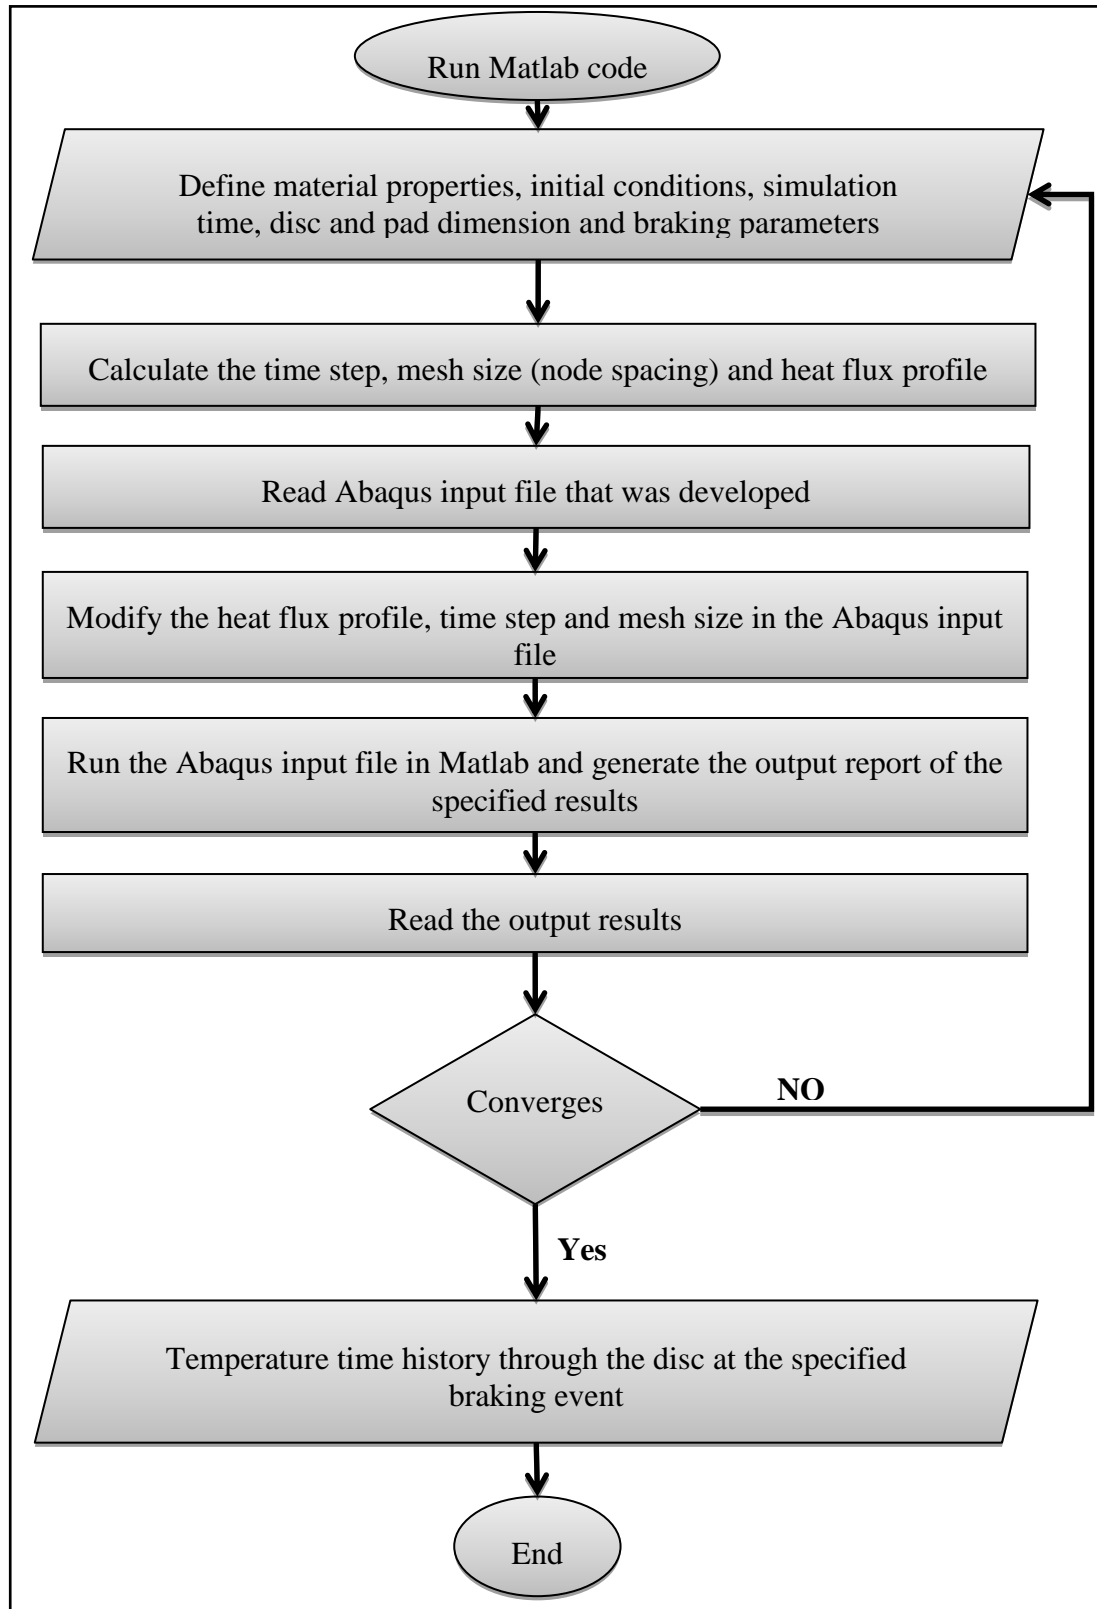 Run Matlab code
Define material properties, initial conditions, simulation
time, disc and pad dimension and braking parameters
Calculate the time step, mesh size (node spacing) and heat flux profile
Read Abaqus input file that was developed
Modify the heat flux profile, time step and mesh size in the Abaqus input
file
Run the Abaqus input file in Matlab and generate the output report of the
specified results
Read the output results
Converges
NO
Yes
Temperature time history through the disc at the specified
braking event
End